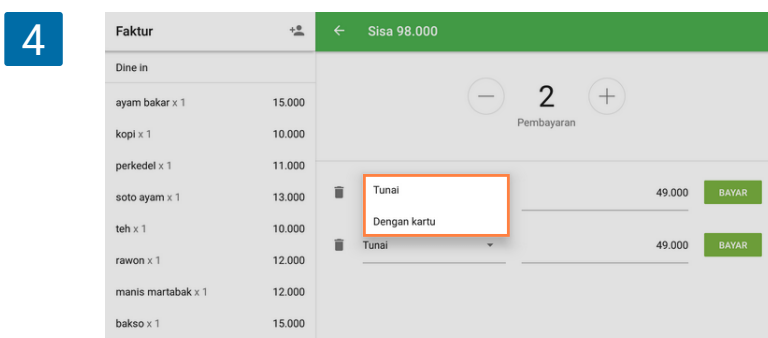 4
Faktur
Sisa 98.000
Dine in
ayam bakar x 1 15.000
kopi x 1 10.000
perkedel x 1 11.000
soto ayam x 1 13.000
teh x 1 10.000
rawon x 1 12.000
manis martabak x 1 12.000
bakso x 1 15.000
2
Pembayaran
Tunai
Dengan kartu
49.000 BAYAR
Tunai 49.000 BAYAR